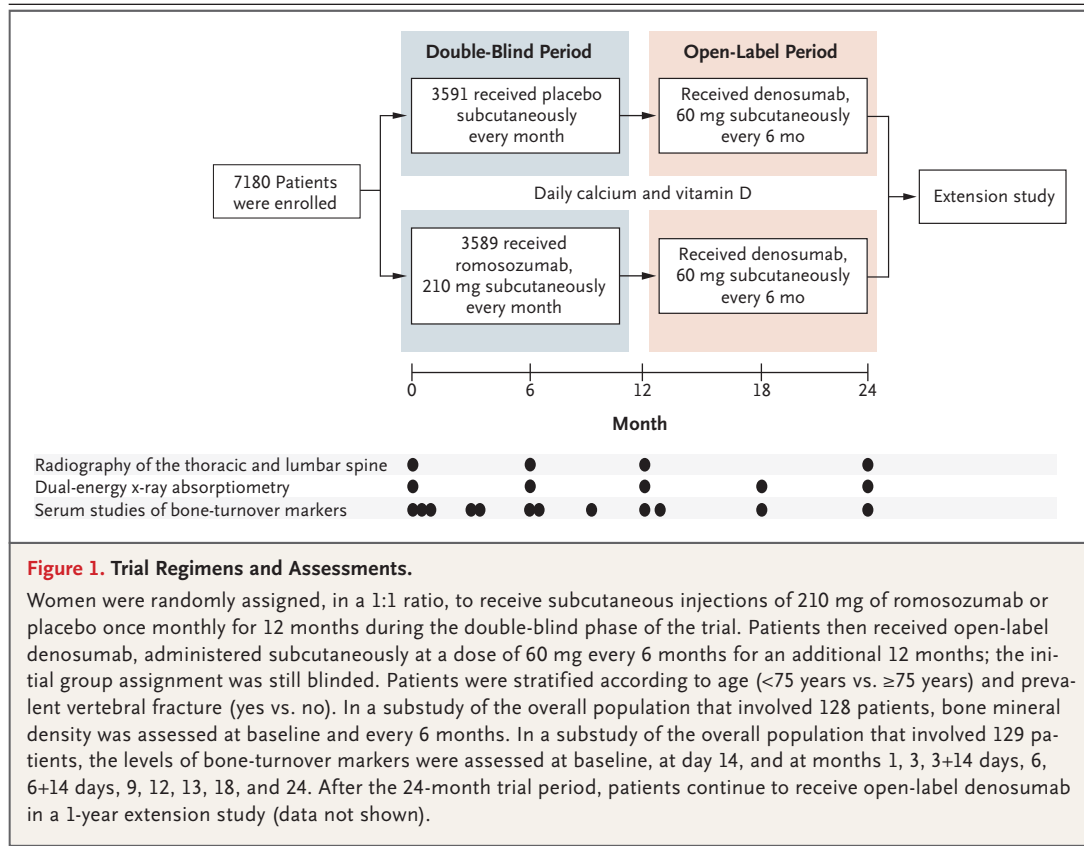 Double-Blind Period
Open-Label Period
3591 received placebo
subcutaneously
every month
Received denosumab,
60 mg subcutaneously
every 6 mo
7180 Patients
were enrolled
Daily calcium and vitamin D
Extension study
3589 received
romosozumab,
210 mg subcutaneously
every month
Received denosumab,
60 mg subcutaneously
every 6 mo
0 6 12 18 24
Month
Radiography of the thoracic and lumbar spine
Dual-energy x-ray absorptiometry
Serum studies of bone-turnover markers
Figure 1. Trial Regimens and Assessments.
Women were randomly assigned, in a 1:1 ratio, to receive subcutaneous injections of 210 mg of romosozumab or
placebo once monthly for 12 months during the double-blind phase of the trial. Patients then received open-label
denosumab, administered subcutaneously at a dose of 60 mg every 6 months for an additional 12 months; the ini-
tial group assignment was still blinded. Patients were stratified according to age (<75 years vs. ≥75 years) and preva-
lent vertebral fracture (yes vs. no). In a substudy of the overall population that involved 128 patients, bone mineral
density was assessed at baseline and every 6 months. In a substudy of the overall population that involved 129 pa-
tients, the levels of bone-turnover markers were assessed at baseline, at day 14, and at months 1, 3, 3+14 days, 6,
6+14 days, 9, 12, 13, 18, and 24. After the 24-month trial period, patients continue to receive open-label denosumab
in a 1-year extension study (data not shown).